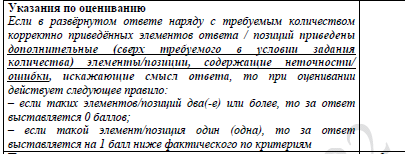 Указания по оцениванию
Если в развёрнутом ответе наряду с требуемым количеством
корректно приведённых элементов ответа / позиций приведены
дополнительные (сверх требуемого в условии задания
количества) элементы/позиции, содержащие неточности/
ошибки, искажающие смысл ответа, то при оценивании
действует следующее правило:
– если таких элементов/позиций два(-е) или более, то за ответ
выставляется 0 баллов;
– если такой элемент/позиция один (одна), то за ответ
выставляется на 1 балл ниже фактического по критериям